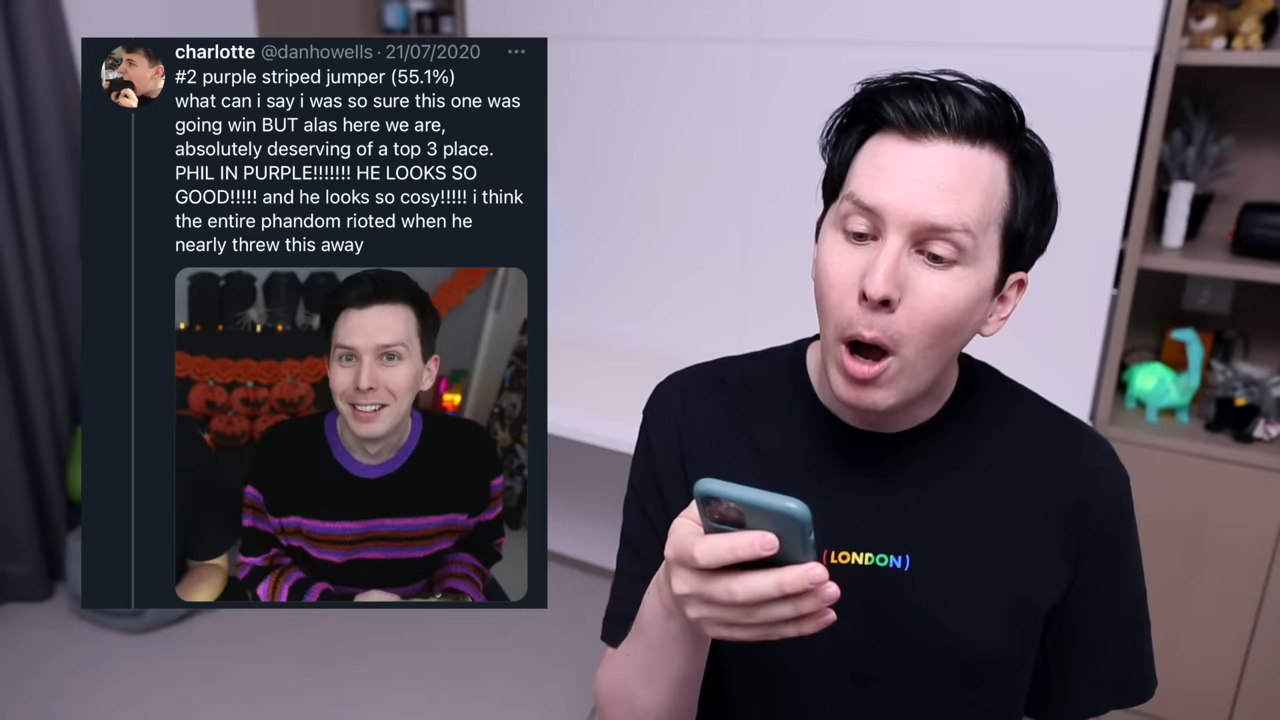 charlotte @danhowells · 21/07/2020 ···
#2 purple striped jumper (55.1%)
what can i say i was so sure this one was
going win BUT alas here we are,
absolutely deserving of a top 3 place.
PHIL IN PURPLE!!!!!!! HE LOOKS SO
GOOD!!!!! and he looks so cosy!!!!! i think
the entire phandom rioted when he
nearly threw this away
(LONDON)